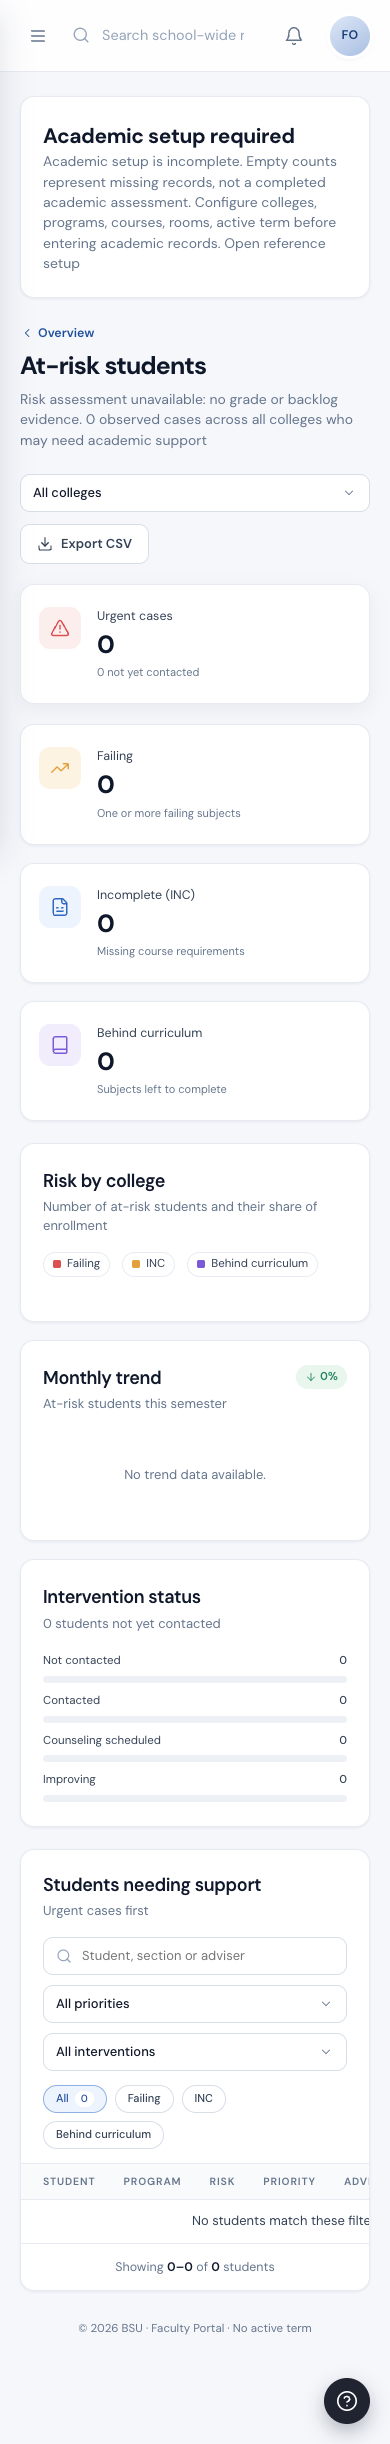 Search school-wide r
FO
Academic setup required
Academic setup is incomplete. Empty counts
represent missing records, not a completed
academic assessment. Configure colleges,
programs, courses, rooms, active term before
entering academic records. Open reference
setup
Overview
At-risk students
Risk assessment unavailable: no grade or backlog
evidence. 0 observed cases across all colleges who
may need academic support
All colleges
Export CSV
Urgent cases
0
0 not yet contacted
Failing
0
One or more failing subjects
Incomplete (INC)
0
Missing course requirements
Behind curriculum
0
Subjects left to complete
Risk by college
Number of at-risk students and their share of
enrollment
Failing INC Behind curriculum
Monthly trend
↓ 0%
At-risk students this semester
No trend data available.
Intervention status
0 students not yet contacted
Not contacted 0
Contacted 0
Counseling scheduled 0
Improving 0
Students needing support
Urgent cases first
Student, section or adviser
All priorities
All interventions
All 0 Failing INC
Behind curriculum
STUDENT PROGRAM RISK PRIORITY ADVI
No students match these filte
Showing 0–0 of 0 students
© 2026 BSU · Faculty Portal · No active term